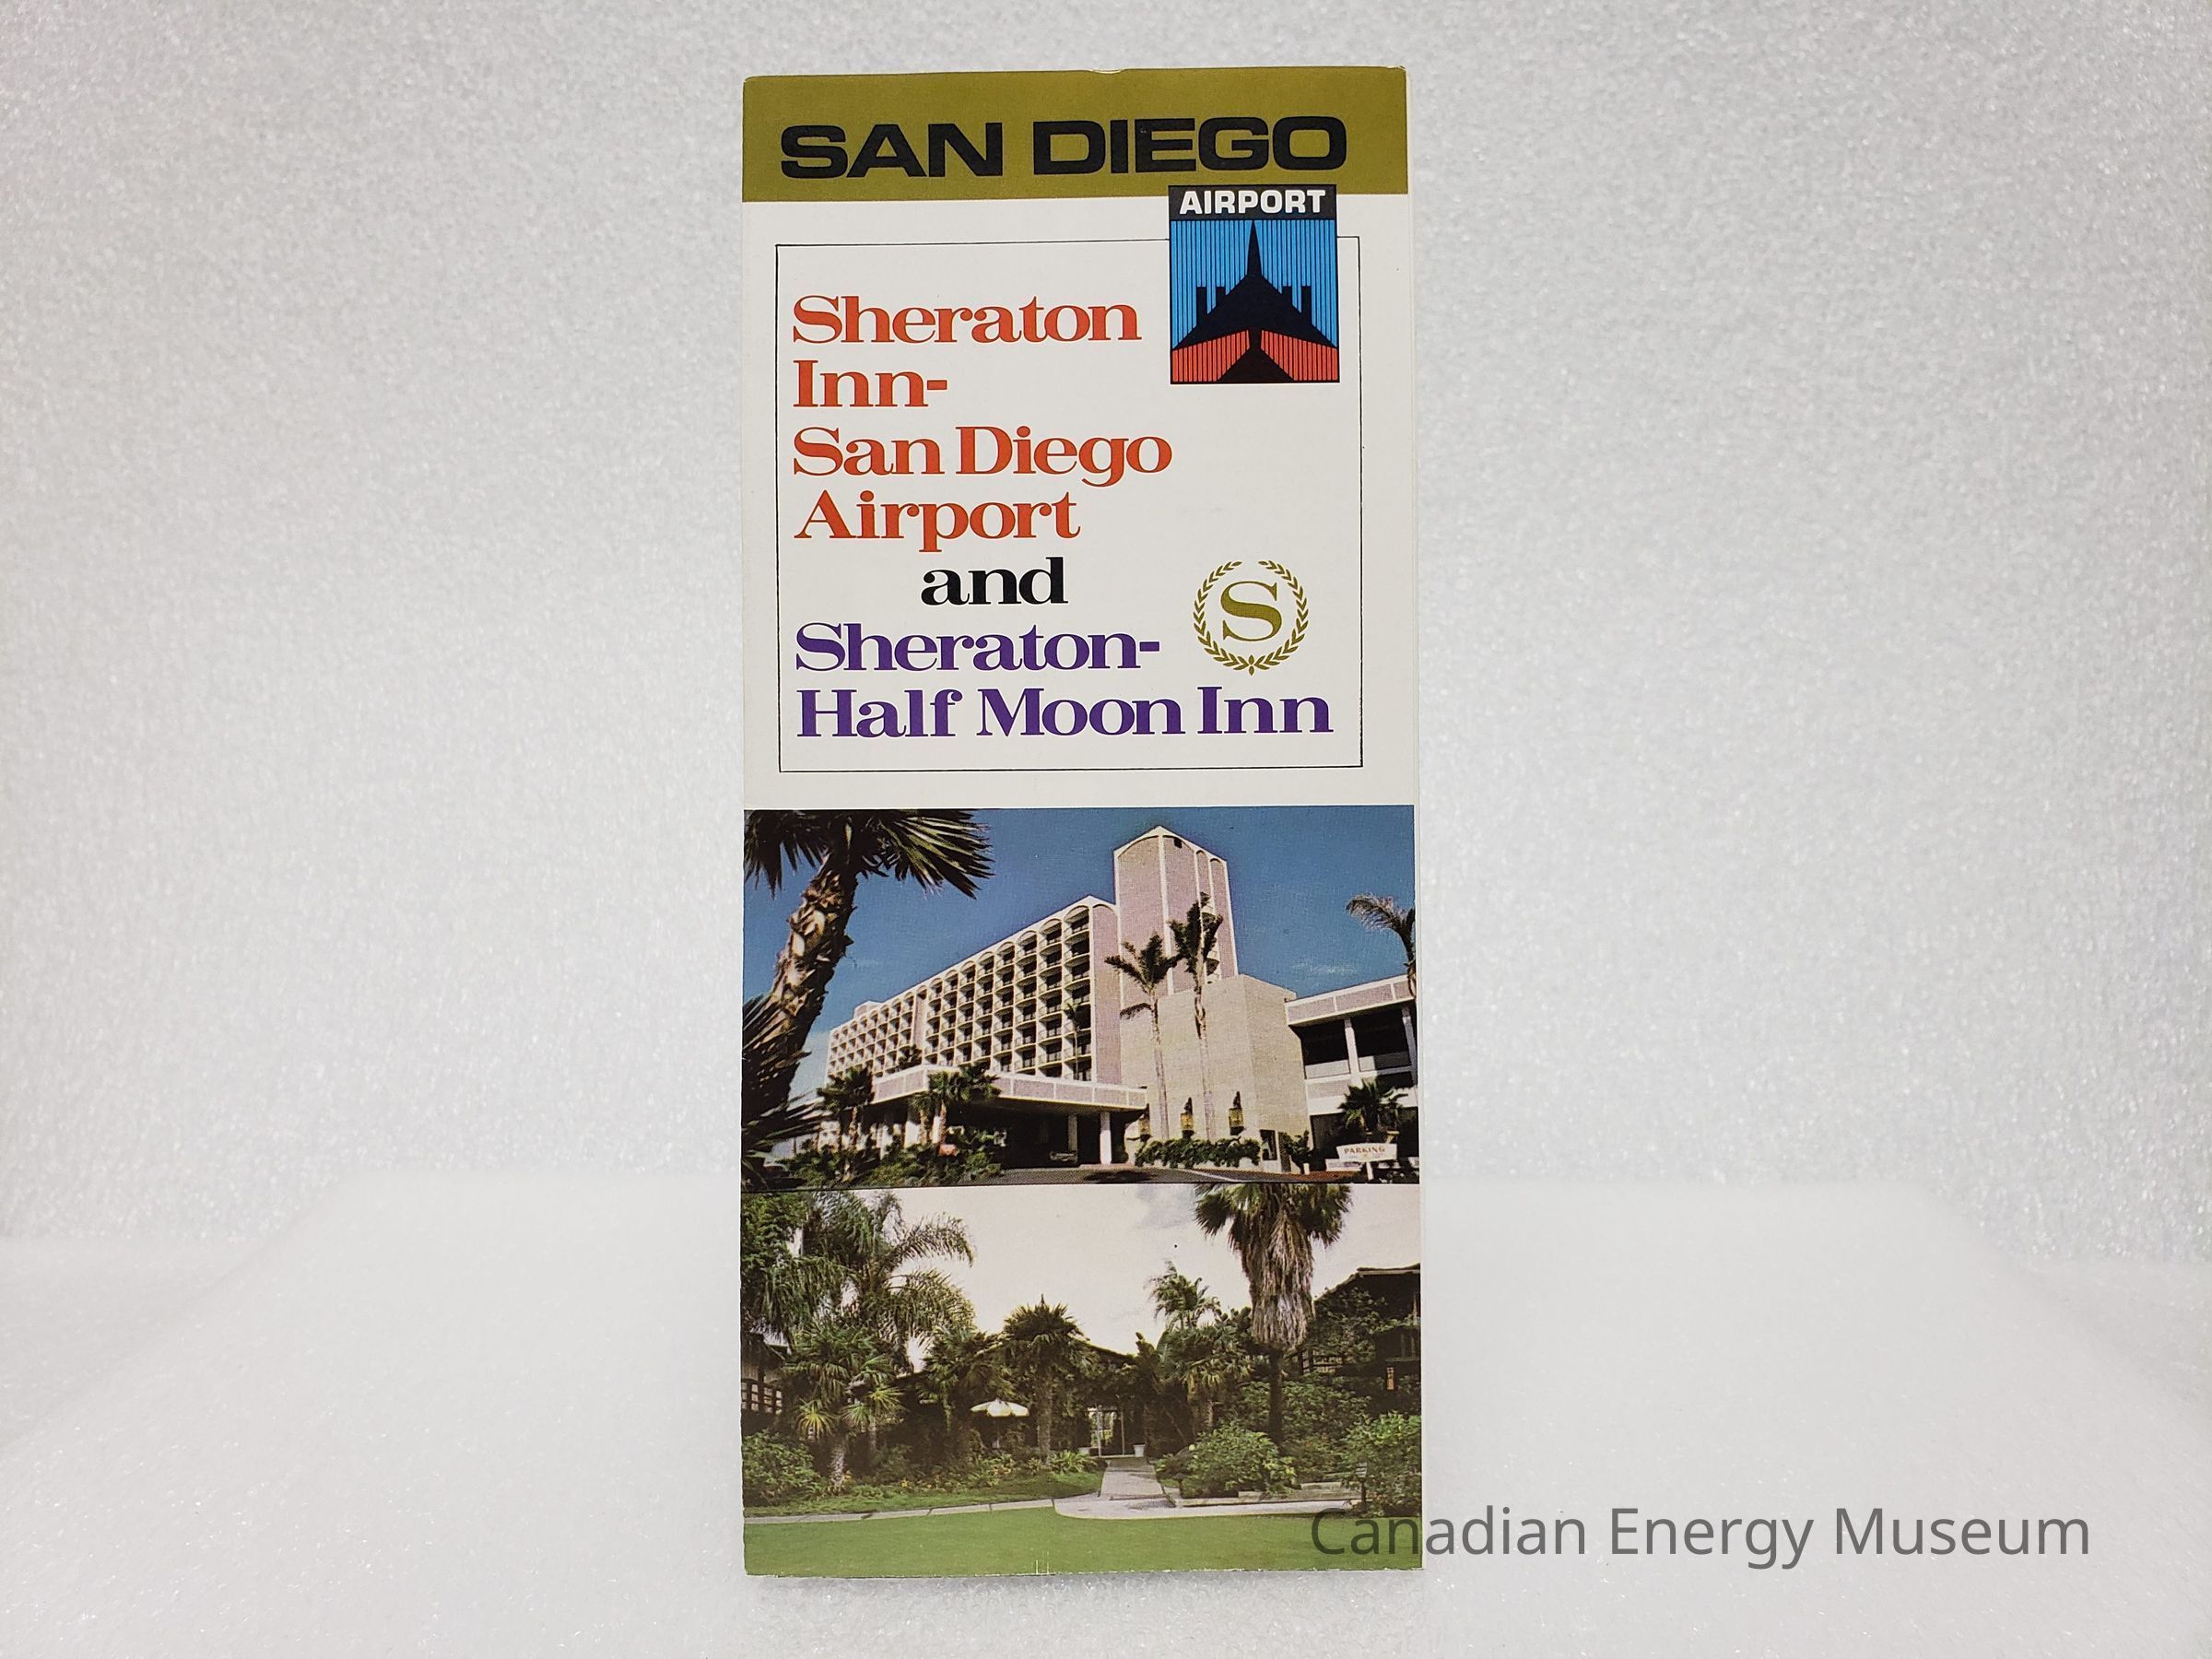 SAN DIEGO
AIRPORT
Sheraton
Inn-
San Diego
Airport
and
S
Sheraton-
Half Moon Inn
PARKING
Canadian Energy Museum